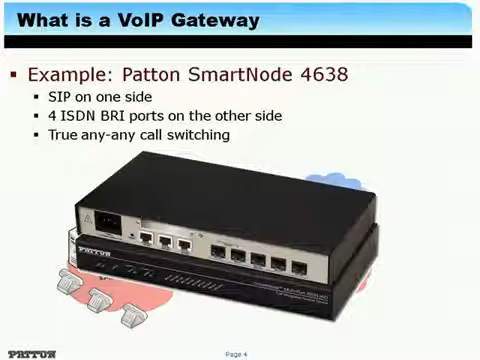 What is a VoIP Gateway
Example: Patton SmartNode 4638
SIP on one side
4 ISDN BRI ports on the other side
True any-any call switching
PATTON
PATTON
Page 4